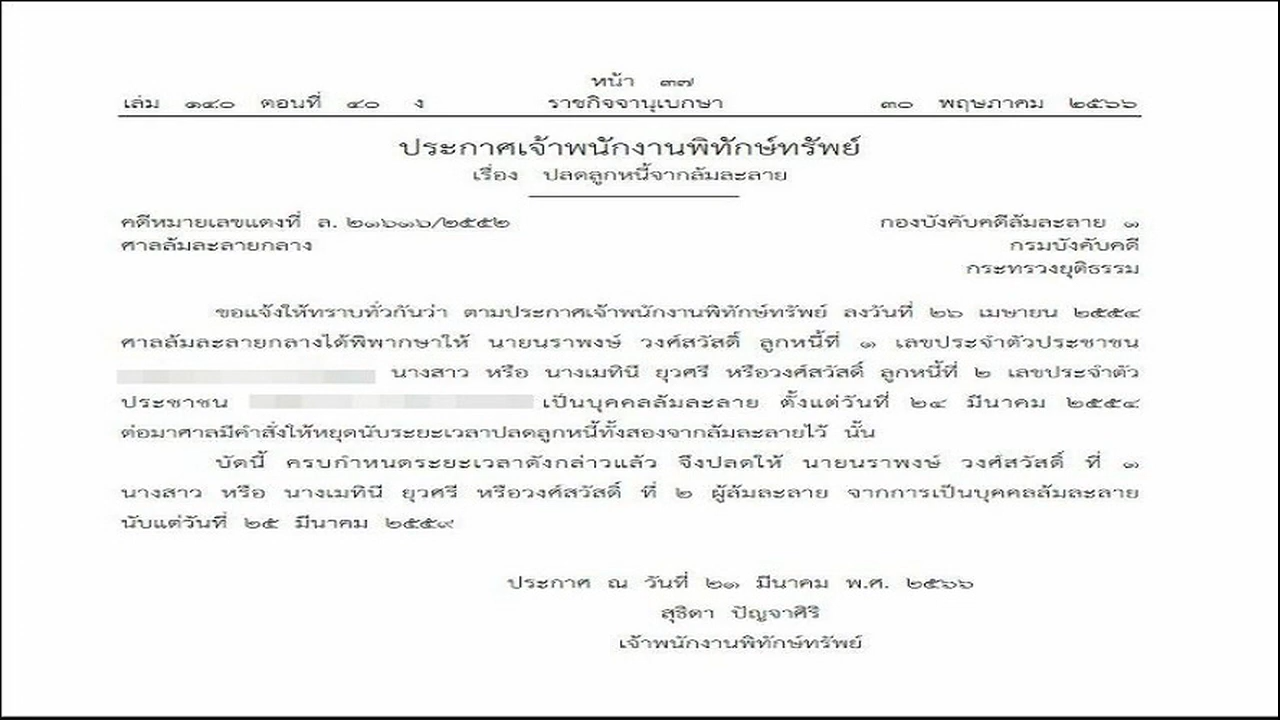 หน้า ๓๗
เล่ม ๑๔๐ ตอนที่ ๔๐ ง ราชกิจจานุเบกษา ๓๐ พฤษภาคม ๒๕๖๖
ประกาศเจ้าพนักงานพิทักษ์ทรัพย์
เรื่อง ปลดลูกหนี้จากล้มละลาย
คดีหมายเลขแดงที่ ล. ๒๑๖๑๖/๒๕๕๒ กองบังคับคดีล้มละลาย ๑
ศาลล้มละลายกลาง กรมบังคับคดี
กระทรวงยุติธรรม
ขอแจ้งให้ทราบทั่วกันว่า ตามประกาศเจ้าพนักงานพิทักษ์ทรัพย์ ลงวันที่ ๒๖ เมษายน ๒๕๕๔
ศาลล้มละลายกลางได้พิพากษาให้ นายนราพงษ์ วงศ์สวัสดิ์ ลูกหนี้ที่ ๑ เลขประจำตัวประชาชน
นางสาว หรือ นางเมทินี ยุวศรี หรือวงศ์สวัสดิ์ ลูกหนี้ที่ ๒ เลขประจำตัว
ประชาชน เป็นบุคคลล้มละลาย ตั้งแต่วันที่ ๒๔ มีนาคม ๒๕๕๔
ต่อมาศาลมีคำสั่งให้หยุดนับระยะเวลาปลดลูกหนี้ทั้งสองจากล้มละลายไว้ นั้น
บัดนี้ ครบกำหนดระยะเวลาดังกล่าวแล้ว จึงปลดให้ นายนราพงษ์ วงศ์สวัสดิ์ ที่ ๑
นางสาว หรือ นางเมทินี ยุวศรี หรือวงศ์สวัสดิ์ ที่ ๒ ผู้ล้มละลาย จากการเป็นบุคคลล้มละลาย
นับแต่วันที่ ๒๕ มีนาคม ๒๕๕๙
ประกาศ ณ วันที่ ๒๑ มีนาคม พ.ศ. ๒๕๖๖
สุธิดา ปัญจาศิริ
เจ้าพนักงานพิทักษ์ทรัพย์